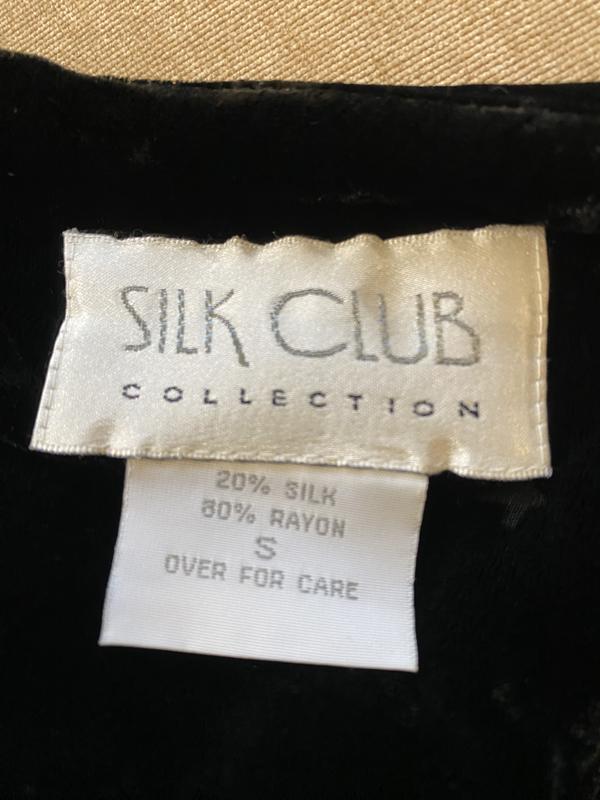 SILK CLUB
COLLECTION
20% SILK
80% RAYON
S
OVER FOR CARE